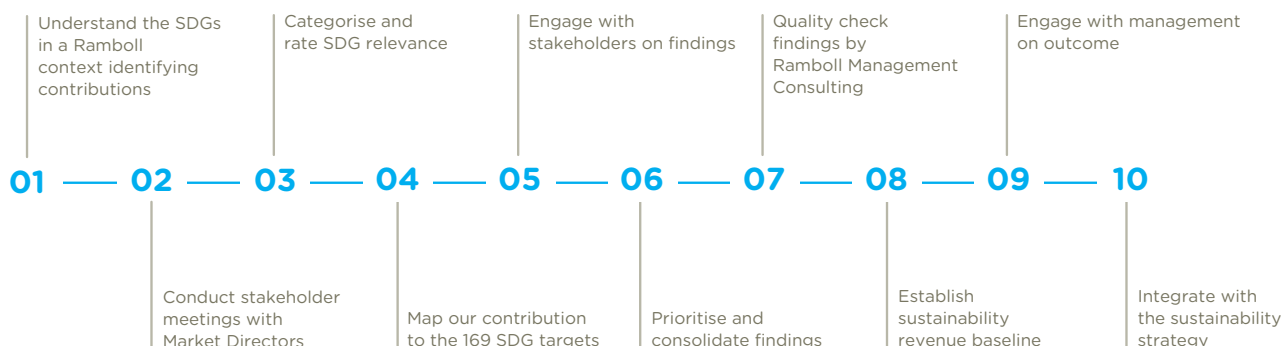 Understand the SDGs
in a Ramboll
context identifying
contributions
Categorise and
rate SDG relevance
Engage with
stakeholders on findings
Quality check
findings by
Ramboll Management
Consulting
Engage with management
on outcome
01 02 03 04 05 06 07 08 09 10
Conduct stakeholder
meetings with
Market Directors
Map our contribution
to the 169 SDG targets
Prioritise and
consolidate findings
Establish
sustainability
revenue baseline
Integrate with
the sustainability
strategy